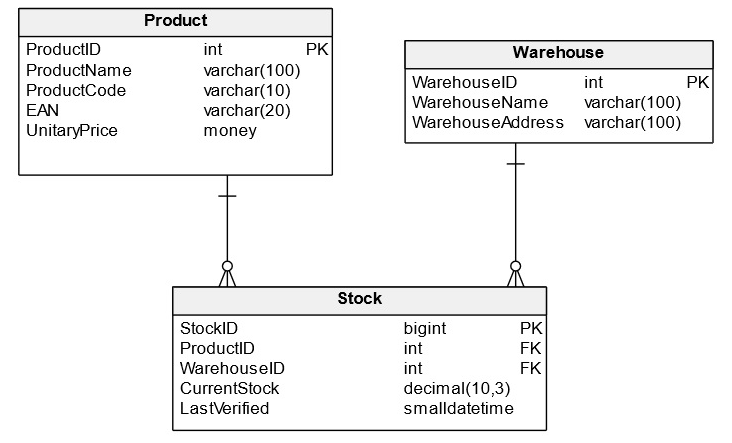 Product
ProductID int PK
ProductName varchar(100)
ProductCode varchar(10)
EAN varchar(20)
UnitaryPrice money
Warehouse
WarehouseID int PK
WarehouseName varchar(100)
WarehouseAddress varchar(100)
Stock
StockID bigint PK
ProductID int FK
WarehouseID int FK
CurrentStock decimal(10,3)
LastVerified smalldatetime